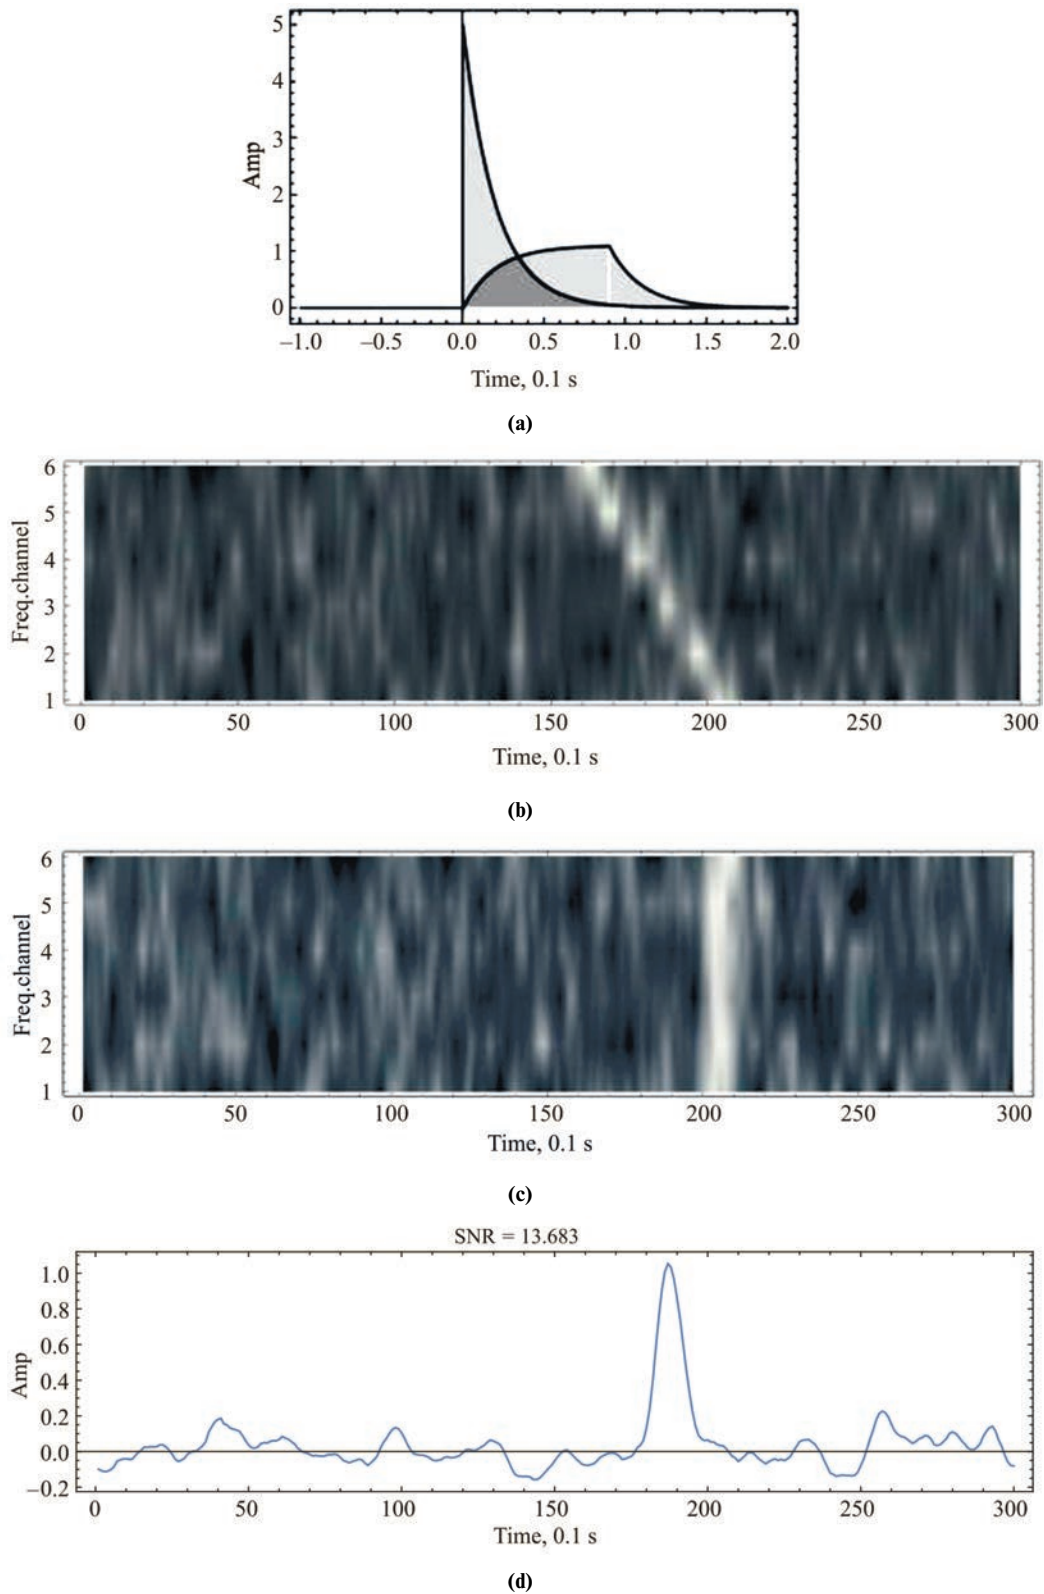 5
4
3
2
1
0
Amp
–1.0 –0.5 0.0 0.5 1.0 1.5 2.0
Time, 0.1 s
(a)
6
5
4
3
2
1
Freq.channel
0 50 100 150 200 250 300
Time, 0.1 s
(b)
6
5
4
3
2
1
Freq.channel
0 50 100 150 200 250 300
Time, 0.1 s
(c)
SNR = 13.683
1.0
0.8
0.6
0.4
0.2
0.0
–0.2
Amp
0 50 100 150 200 250 300
Time, 0.1 s
(d)